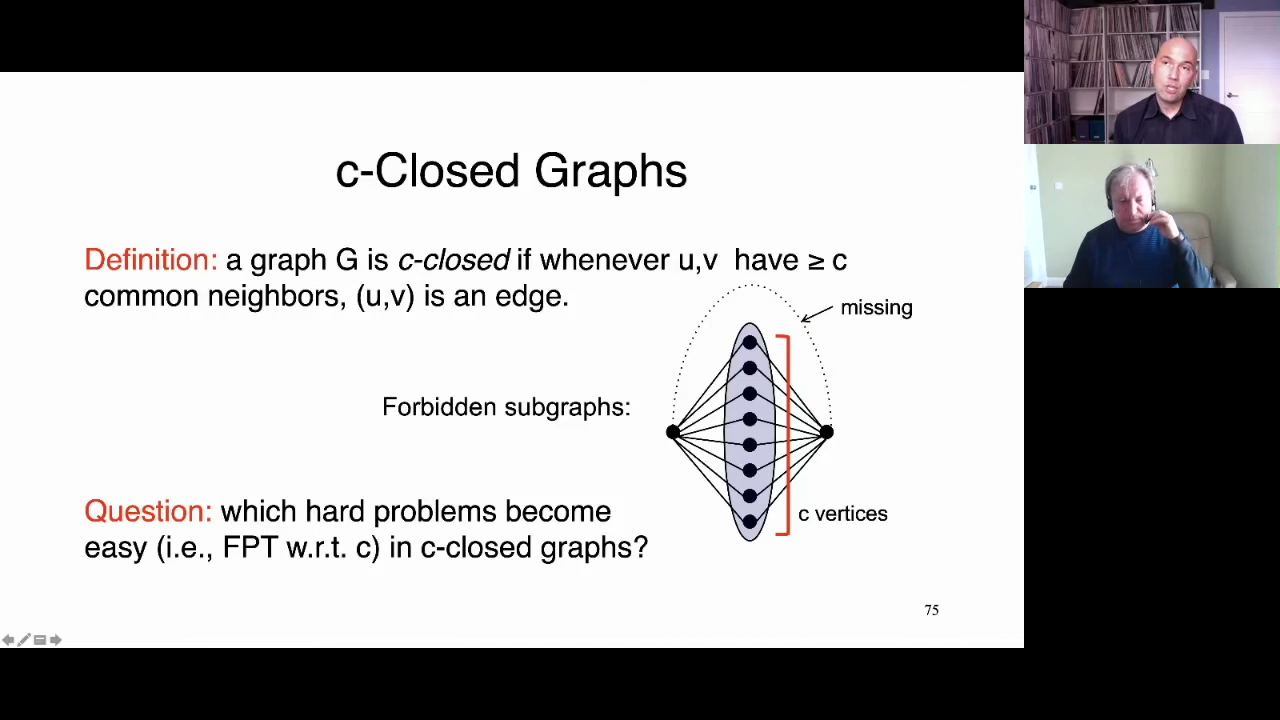 c-Closed Graphs
Definition: a graph G is c-closed if whenever u,v have ≥ c
common neighbors, (u,v) is an edge.
missing
Forbidden subgraphs:
c vertices
Question: which hard problems become
easy (i.e., FPT w.r.t. c) in c-closed graphs?
75